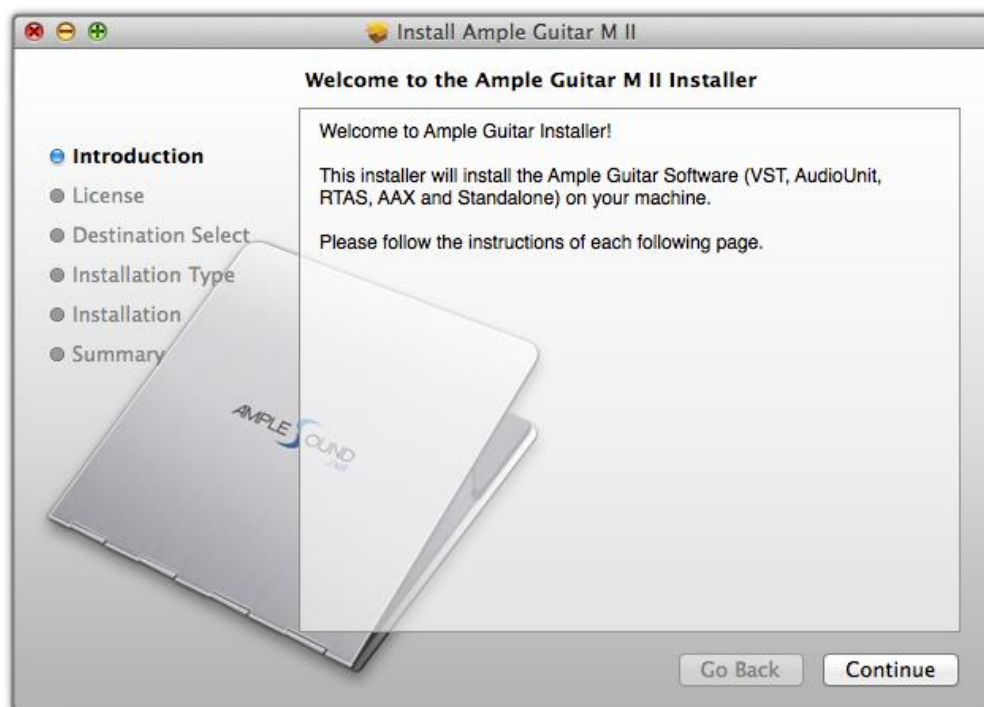 Install Ample Guitar M II
Welcome to the Ample Guitar M II Installer
Introduction
License
Destination Select
Installation Type
Installation
Summary
Welcome to Ample Guitar Installer!
This installer will install the Ample Guitar Software (VST, AudioUnit,
RTAS, AAX and Standalone) on your machine.
Please follow the instructions of each following page.
AMPLE SOUND
.net
Go Back
Continue